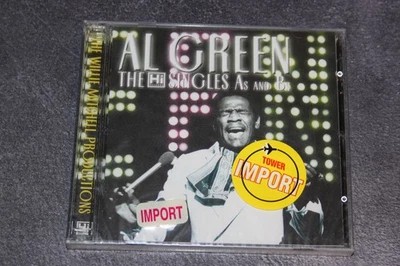 AL GREEN
THE Hi SINGLES As AND Bs
THE WILLIE MITCHELL PRODUCTIONS
TOWER
IMPORT
IMPORT